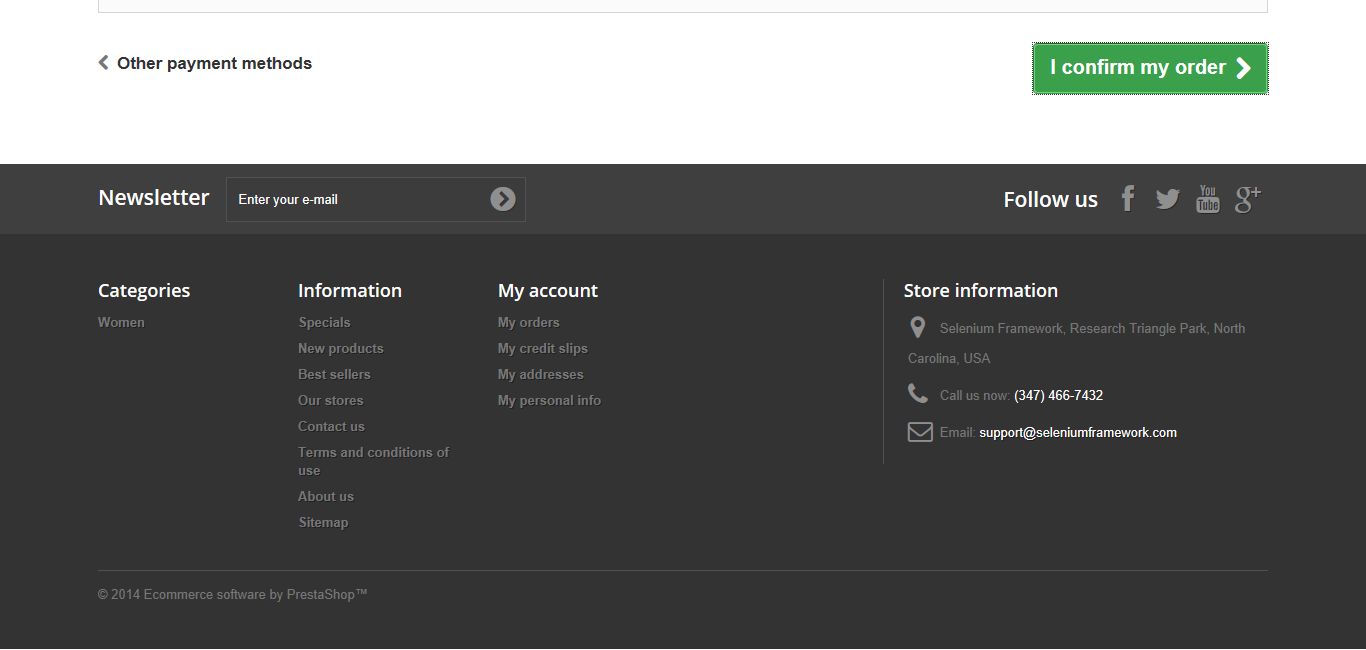 Other payment methods
I confirm my order
Newsletter
Enter your e-mail
Follow us
You
Tube
g+
Categories
Women
Information
Specials
New products
Best sellers
Our stores
Contact us
Terms and conditions of
use
About us
Sitemap
My account
My orders
My credit slips
My addresses
My personal info
Store information
Selenium Framework, Research Triangle Park, North
Carolina, USA
Call us now: (347) 466-7432
Email: support@seleniumframework.com
© 2014 Ecommerce software by PrestaShop™